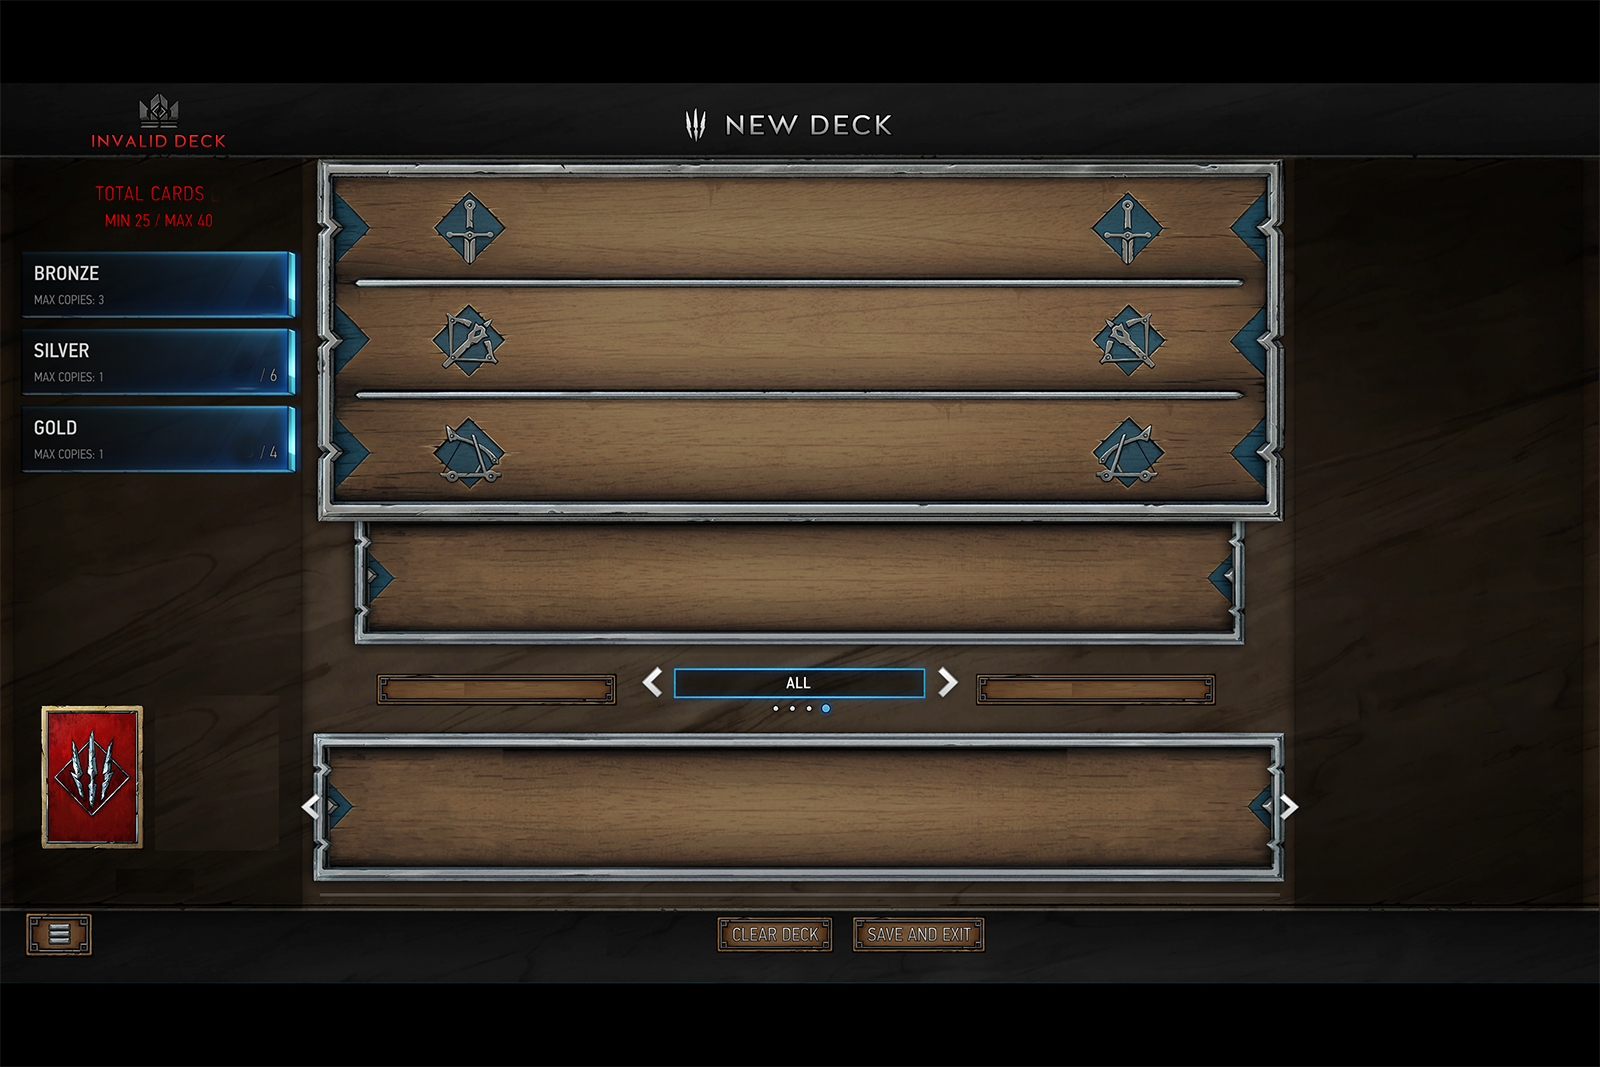 INVALID DECK
NEW DECK
TOTAL CARDS
MIN 25 / MAX 40
BRONZE
MAX COPIES: 3
SILVER
MAX COPIES: 1
/ 6
GOLD
MAX COPIES: 1
/ 4
ALL
CLEAR DECK
SAVE AND EXIT